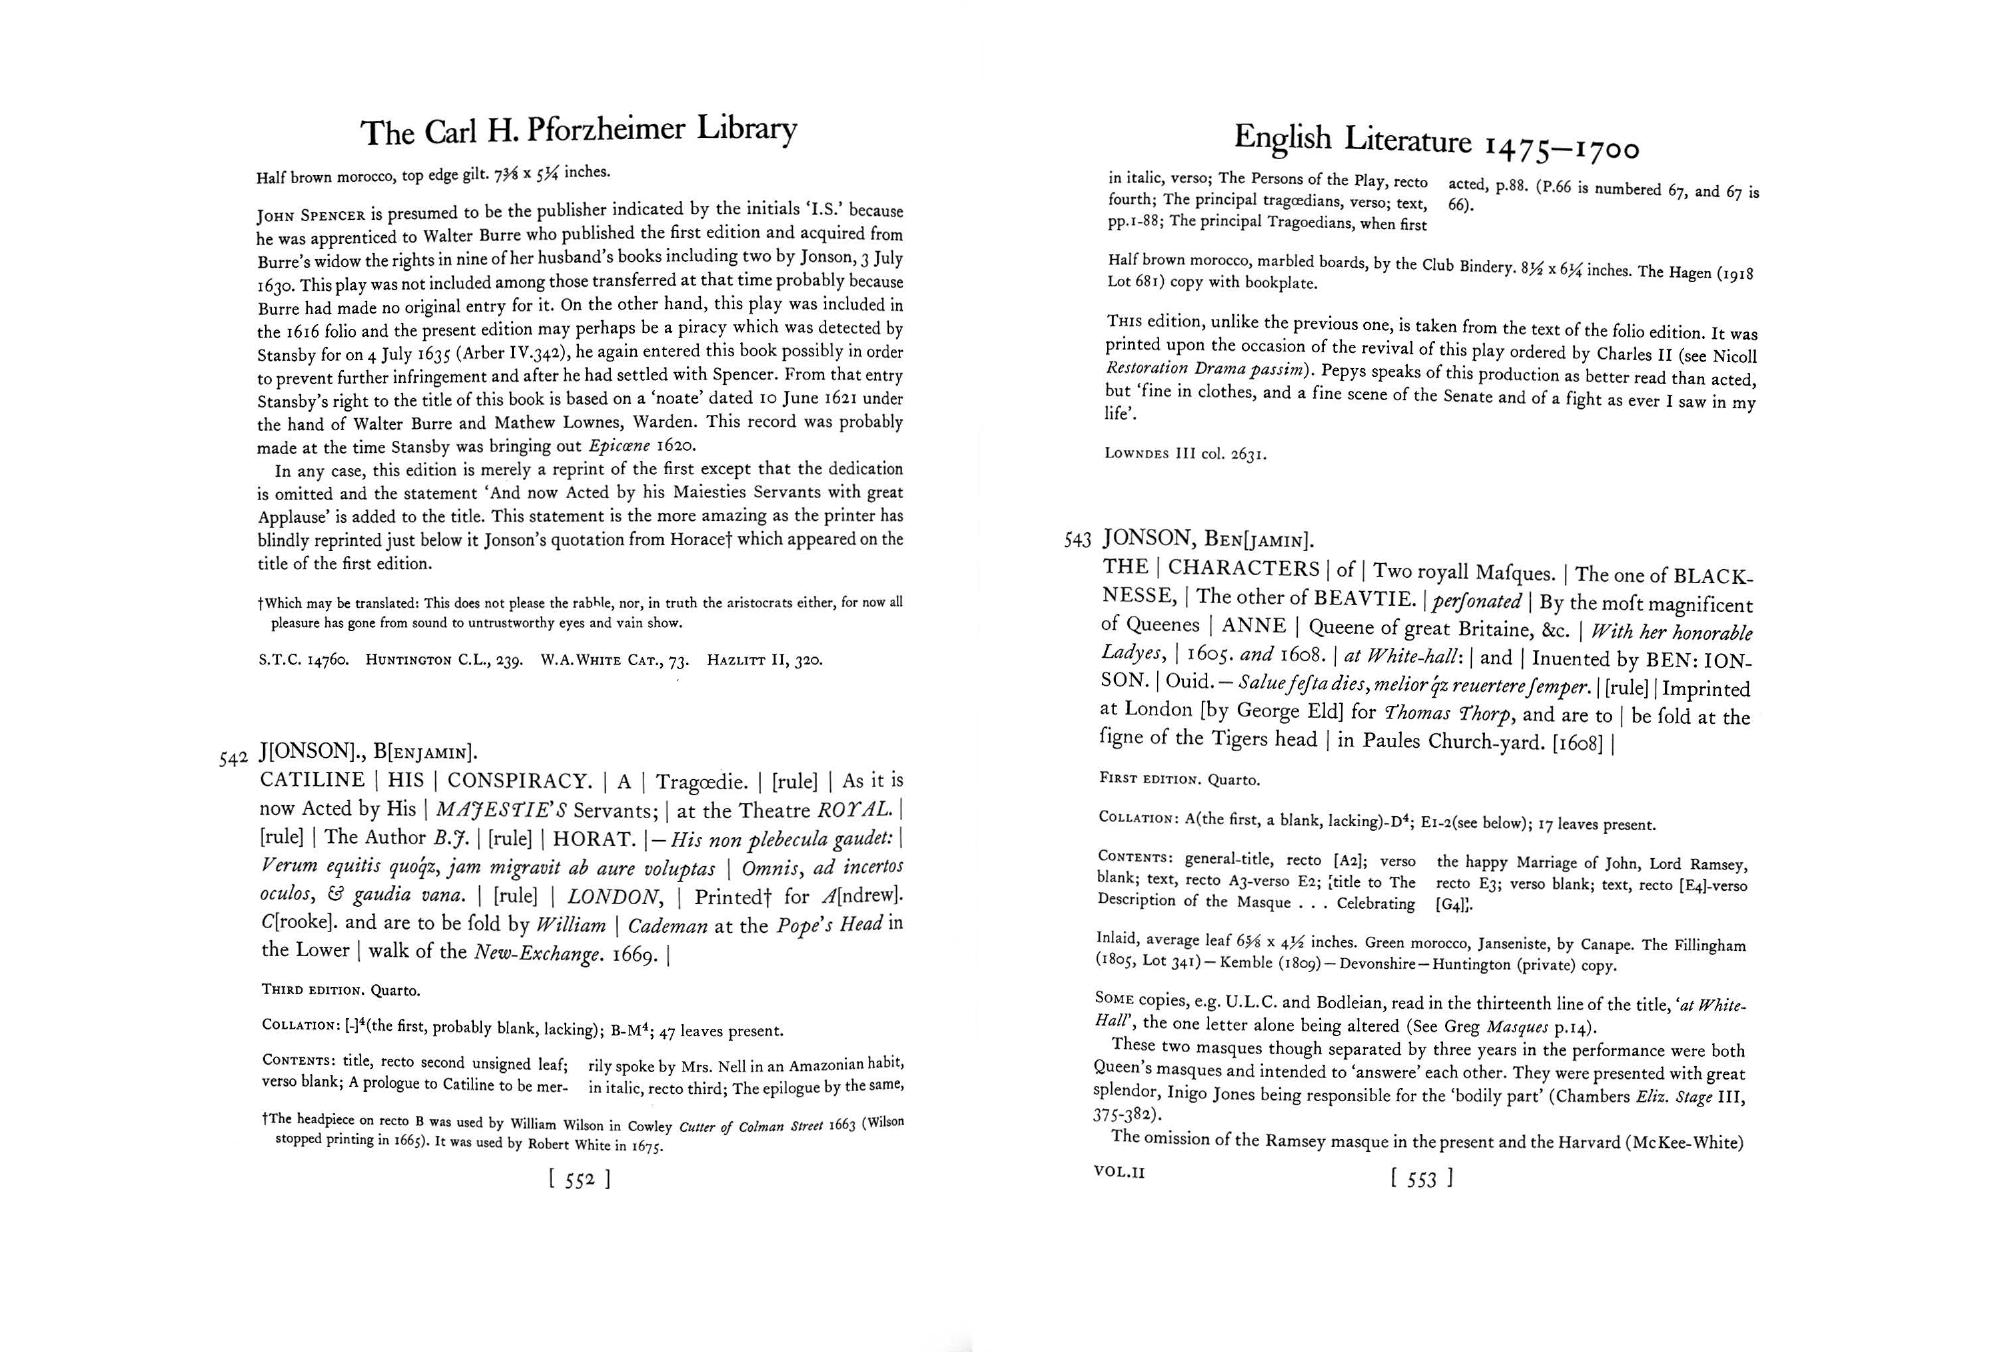 The Carl H. Pforzheimer Library
Half brown morocco, top edge gilt. 7⅜ x 5¼ inches.
JOHN SPENCER is presumed to be the publisher indicated by the initials ‘I.S.’ because
he was apprenticed to Walter Burre who published the first edition and acquired from
Burre’s widow the rights in nine of her husband’s books including two by Jonson, 3 July
1630. This play was not included among those transferred at that time probably because
Burre had made no original entry for it. On the other hand, this play was included in
the 1616 folio and the present edition may perhaps be a piracy which was detected by
Stansby for on 4 July 1635 (Arber IV.342), he again entered this book possibly in order
to prevent further infringement and after he had settled with Spencer. From that entry
Stansby’s right to the title of this book is based on a ‘noate’ dated 10 June 1621 under
the hand of Walter Burre and Mathew Lownes, Warden. This record was probably
made at the time Stansby was bringing out Epicœne 1620.
In any case, this edition is merely a reprint of the first except that the dedication
is omitted and the statement ‘And now Acted by his Maiesties Servants with great
Applause’ is added to the title. This statement is the more amazing as the printer has
blindly reprinted just below it Jonson’s quotation from Horace† which appeared on the
title of the first edition.
†Which may be translated: This does not please the rabble, nor, in truth the aristocrats either, for now all
pleasure has gone from sound to untrustworthy eyes and vain show.
S.T.C. 14760. HUNTINGTON C.L., 239. W.A.WHITE CAT., 73. HAZLITT II, 320.
542 J[ONSON]., B[ENJAMIN].
CATILINE | HIS | CONSPIRACY. | A | Tragœdie. | [rule] | As it is
now Acted by His | MAJESTIE’S Servants; | at the Theatre ROYAL. |
[rule] | The Author B.J. | [rule] | HORAT. |—His non plebecula gaudet: |
Verum equitis quoq́z, jam migravit ab aure voluptas | Omnis, ad incertos
oculos, & gaudia vana. | [rule] | LONDON, | Printed† for A[ndrew].
C[rooke]. and are to be ſold by William | Cademan at the Pope’s Head in
the Lower | walk of the New-Exchange. 1669. |
THIRD EDITION. Quarto.
COLLATION: [-]⁴(the first, probably blank, lacking); B-M⁴; 47 leaves present.
CONTENTS: title, recto second unsigned leaf;
verso blank; A prologue to Catiline to be mer-
rily spoke by Mrs. Nell in an Amazonian habit,
in italic, recto third; The epilogue by the same,
†The headpiece on recto B was used by William Wilson in Cowley Cutter of Colman Street 1663 (Wilson
stopped printing in 1665). It was used by Robert White in 1675.
[ 552 ]
English Literature 1475—1700
in italic, verso; The Persons of the Play, recto
fourth; The principal tragœdians, verso; text,
pp.1-88; The principal Tragoedians, when first
acted, p.88. (P.66 is numbered 67, and 67 is
66).
Half brown morocco, marbled boards, by the Club Bindery. 8½ x 6¼ inches. The Hagen (1918
Lot 681) copy with bookplate.
THIS edition, unlike the previous one, is taken from the text of the folio edition. It was
printed upon the occasion of the revival of this play ordered by Charles II (see Nicoll
Restoration Drama passim). Pepys speaks of this production as better read than acted,
but ‘fine in clothes, and a fine scene of the Senate and of a fight as ever I saw in my
life’.
LOWNDES III col. 2631.
543 JONSON, BEN[JAMIN].
THE | CHARACTERS | of | Two royall Maſques. | The one of BLACK-
NESSE, | The other of BEAVTIE. | perſonated | By the moſt magnificent
of Queenes | ANNE | Queene of great Britaine, &c. | With her honorable
Ladyes, | 1605. and 1608. | at White-hall: | and | Inuented by BEN: ION-
SON. | Ouid.—Salue feſta dies, melior q́z reuertere ſemper. | [rule] | Imprinted
at London [by George Eld] for Thomas Thorp, and are to | be ſold at the
ſigne of the Tigers head | in Paules Church-yard. [1608] |
FIRST EDITION. Quarto.
COLLATION: A(the first, a blank, lacking)-D⁴; E1-2(see below); 17 leaves present.
CONTENTS: general-title, recto [A2]; verso
blank; text, recto A3-verso E2; [title to The
Description of the Masque . . . Celebrating
the happy Marriage of John, Lord Ramsey,
recto E3; verso blank; text, recto [E4]-verso
[G4]].
Inlaid, average leaf 6⅝ x 4½ inches. Green morocco, Janseniste, by Canape. The Fillingham
(1805, Lot 341)—Kemble (1809)—Devonshire—Huntington (private) copy.
SOME copies, e.g. U.L.C. and Bodleian, read in the thirteenth line of the title, ‘at White-
Hall’, the one letter alone being altered (See Greg Masques p.14).
These two masques though separated by three years in the performance were both
Queen’s masques and intended to ‘answere’ each other. They were presented with great
splendor, Inigo Jones being responsible for the ‘bodily part’ (Chambers Eliz. Stage III,
375-382).
The omission of the Ramsey masque in the present and the Harvard (McKee-White)
VOL.II
[ 553 ]